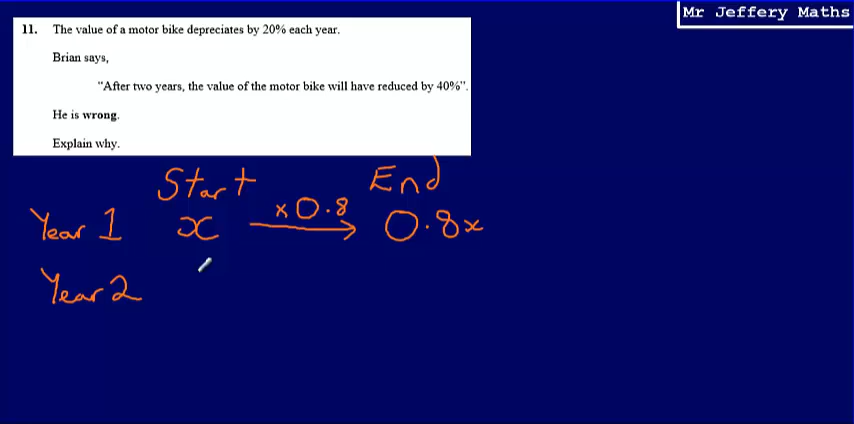 Mr Jeffery Maths
11. The value of a motor bike depreciates by 20% each year.
Brian says,
"After two years, the value of the motor bike will have reduced by 40%".
He is wrong.
Explain why.
Start End
Year 1 x ×0.8 0.8x
Year 2